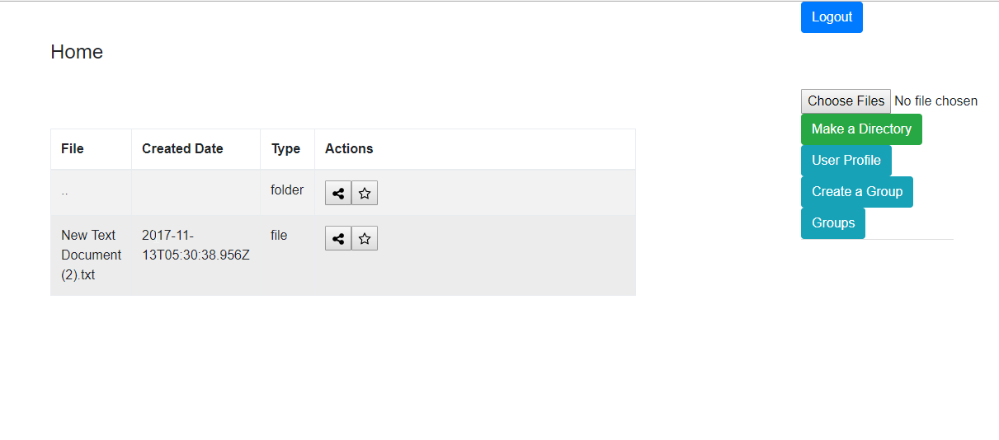 Logout
Home
Choose Files No file chosen
Make a Directory
File Created Date Type Actions
User Profile
.. folder
Create a Group
Groups
New Text 2017-11- file
Document 13T05:30:38.956Z
(2).txt